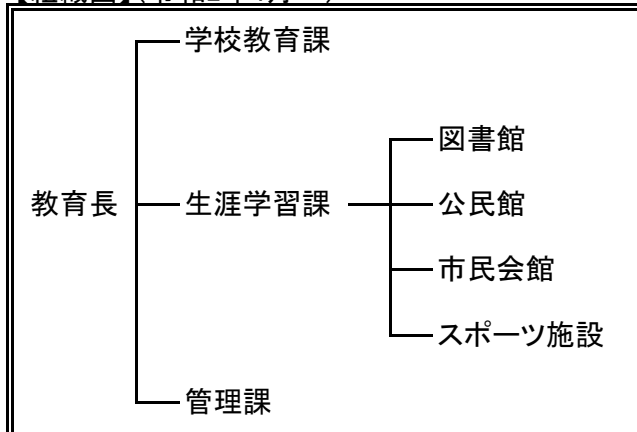 学校教育課
図書館
教育長
生涯学習課
公民館
市民会館
スポーツ施設
管理課